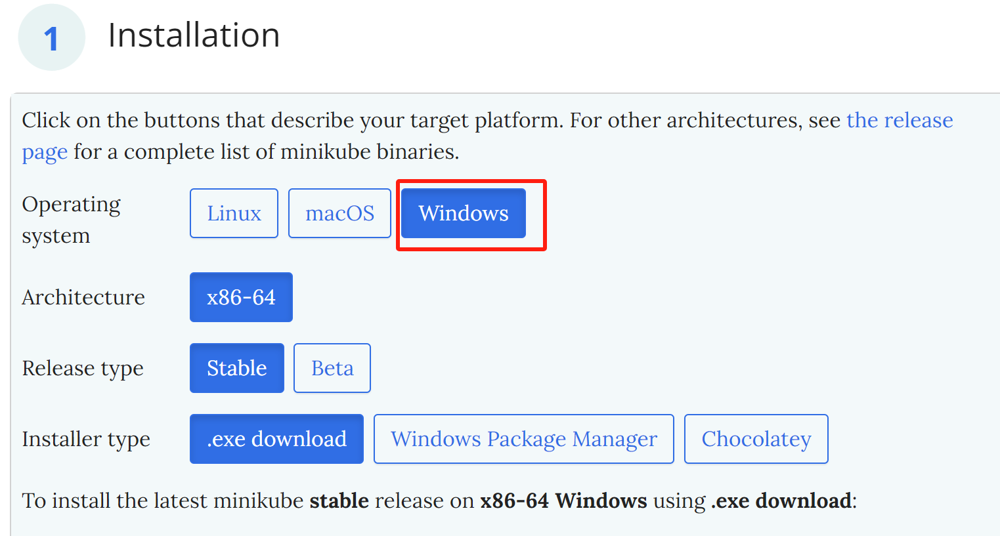 1 Installation
Click on the buttons that describe your target platform. For other architectures, see the release
page for a complete list of minikube binaries.
Operating
system
Linux macOS Windows
Architecture x86-64
Release type Stable Beta
Installer type .exe download Windows Package Manager Chocolatey
To install the latest minikube stable release on x86-64 Windows using .exe download: